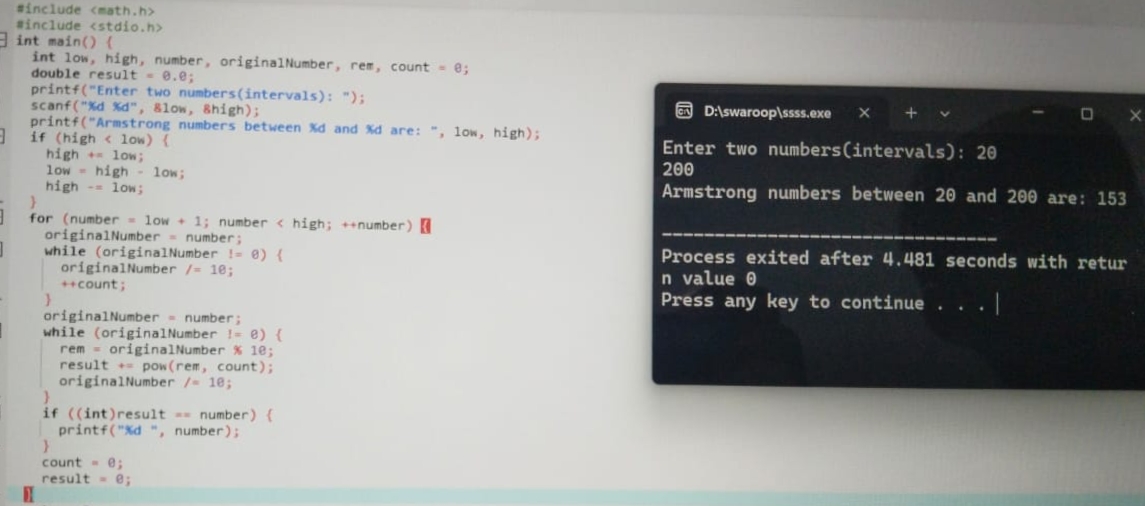 #include <math.h>
#include <stdio.h>
int main() {
int low, high, number, originalNumber, rem, count = 0;
double result = 0.0;
printf("Enter two numbers(intervals): ");
scanf("%d %d", &low, &high);
printf("Armstrong numbers between %d and %d are: ", low, high);
if (high < low) {
high += low;
low = high - low;
high -= low;
}
for (number = low + 1; number < high; ++number) {
originalNumber = number;
while (originalNumber != 0) {
originalNumber /= 10;
++count;
}
originalNumber = number;
while (originalNumber != 0) {
rem = originalNumber % 10;
result += pow(rem, count);
originalNumber /= 10;
}
if ((int)result == number) {
printf("%d ", number);
}
count = 0;
result = 0;
}
D:\swaroop\ssss.exe
Enter two numbers(intervals): 20
200
Armstrong numbers between 20 and 200 are: 153
--------------------------------
Process exited after 4.481 seconds with retur
n value 0
Press any key to continue . . .